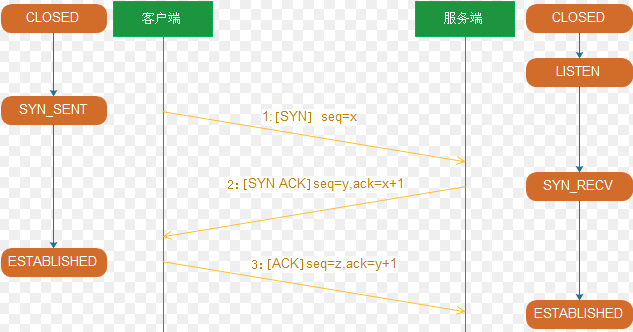 CLOSED
客户端
服务端
CLOSED
LISTEN
SYN_SENT
1:[SYN] seq=x
2：[SYN ACK]seq=y,ack=x+1
SYN_RECV
ESTABLISHED
3：[ACK]seq=z,ack=y+1
ESTABLISHED